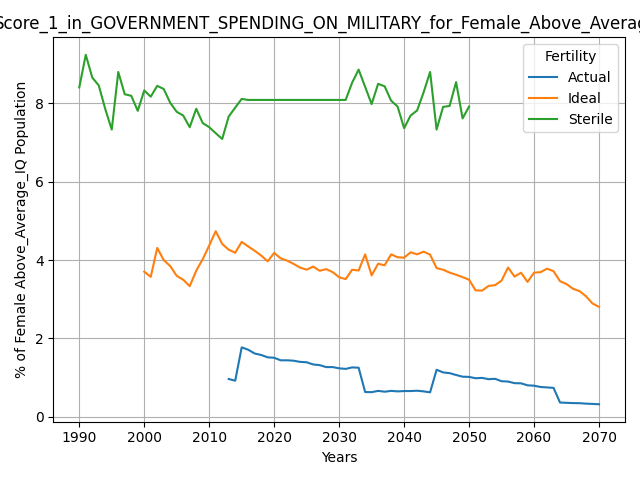 Score_1_in_GOVERNMENT_SPENDING_ON_MILITARY_for_Female_Above_Averag
% of Female Above_Average_IQ Population
8
6
4
2
0
Fertility
Actual
Ideal
Sterile
1990 2000 2010 2020 2030 2040 2050 2060 2070
Years